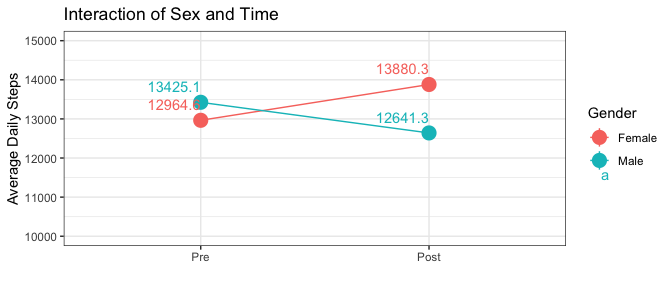 Interaction of Sex and Time
Average Daily Steps
15000
14000
13000
12000
11000
10000
13425.1
13880.3
12641.3
Pre
Post
Gender
Female
Male
a